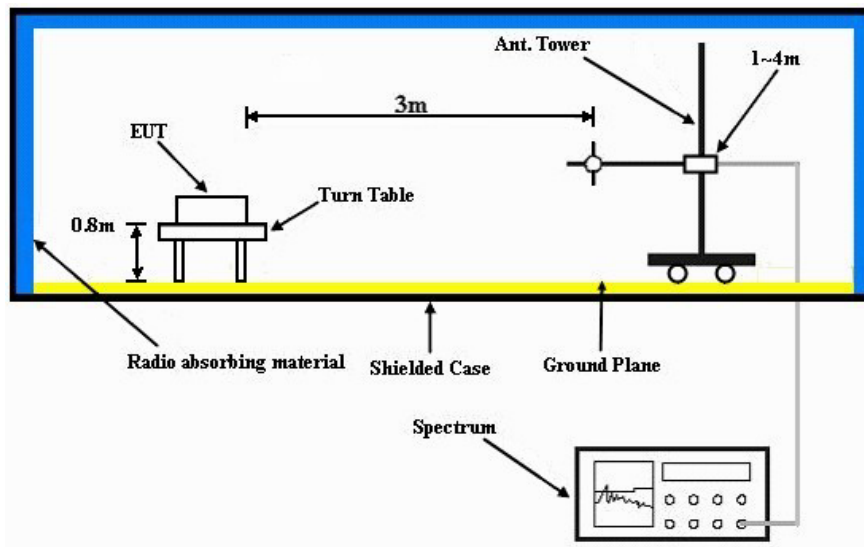 Ant. Tower
1~4m
3m
EUT
Turn Table
0.8m
Radio absorbing material
Shielded Case
Ground Plane
Spectrum